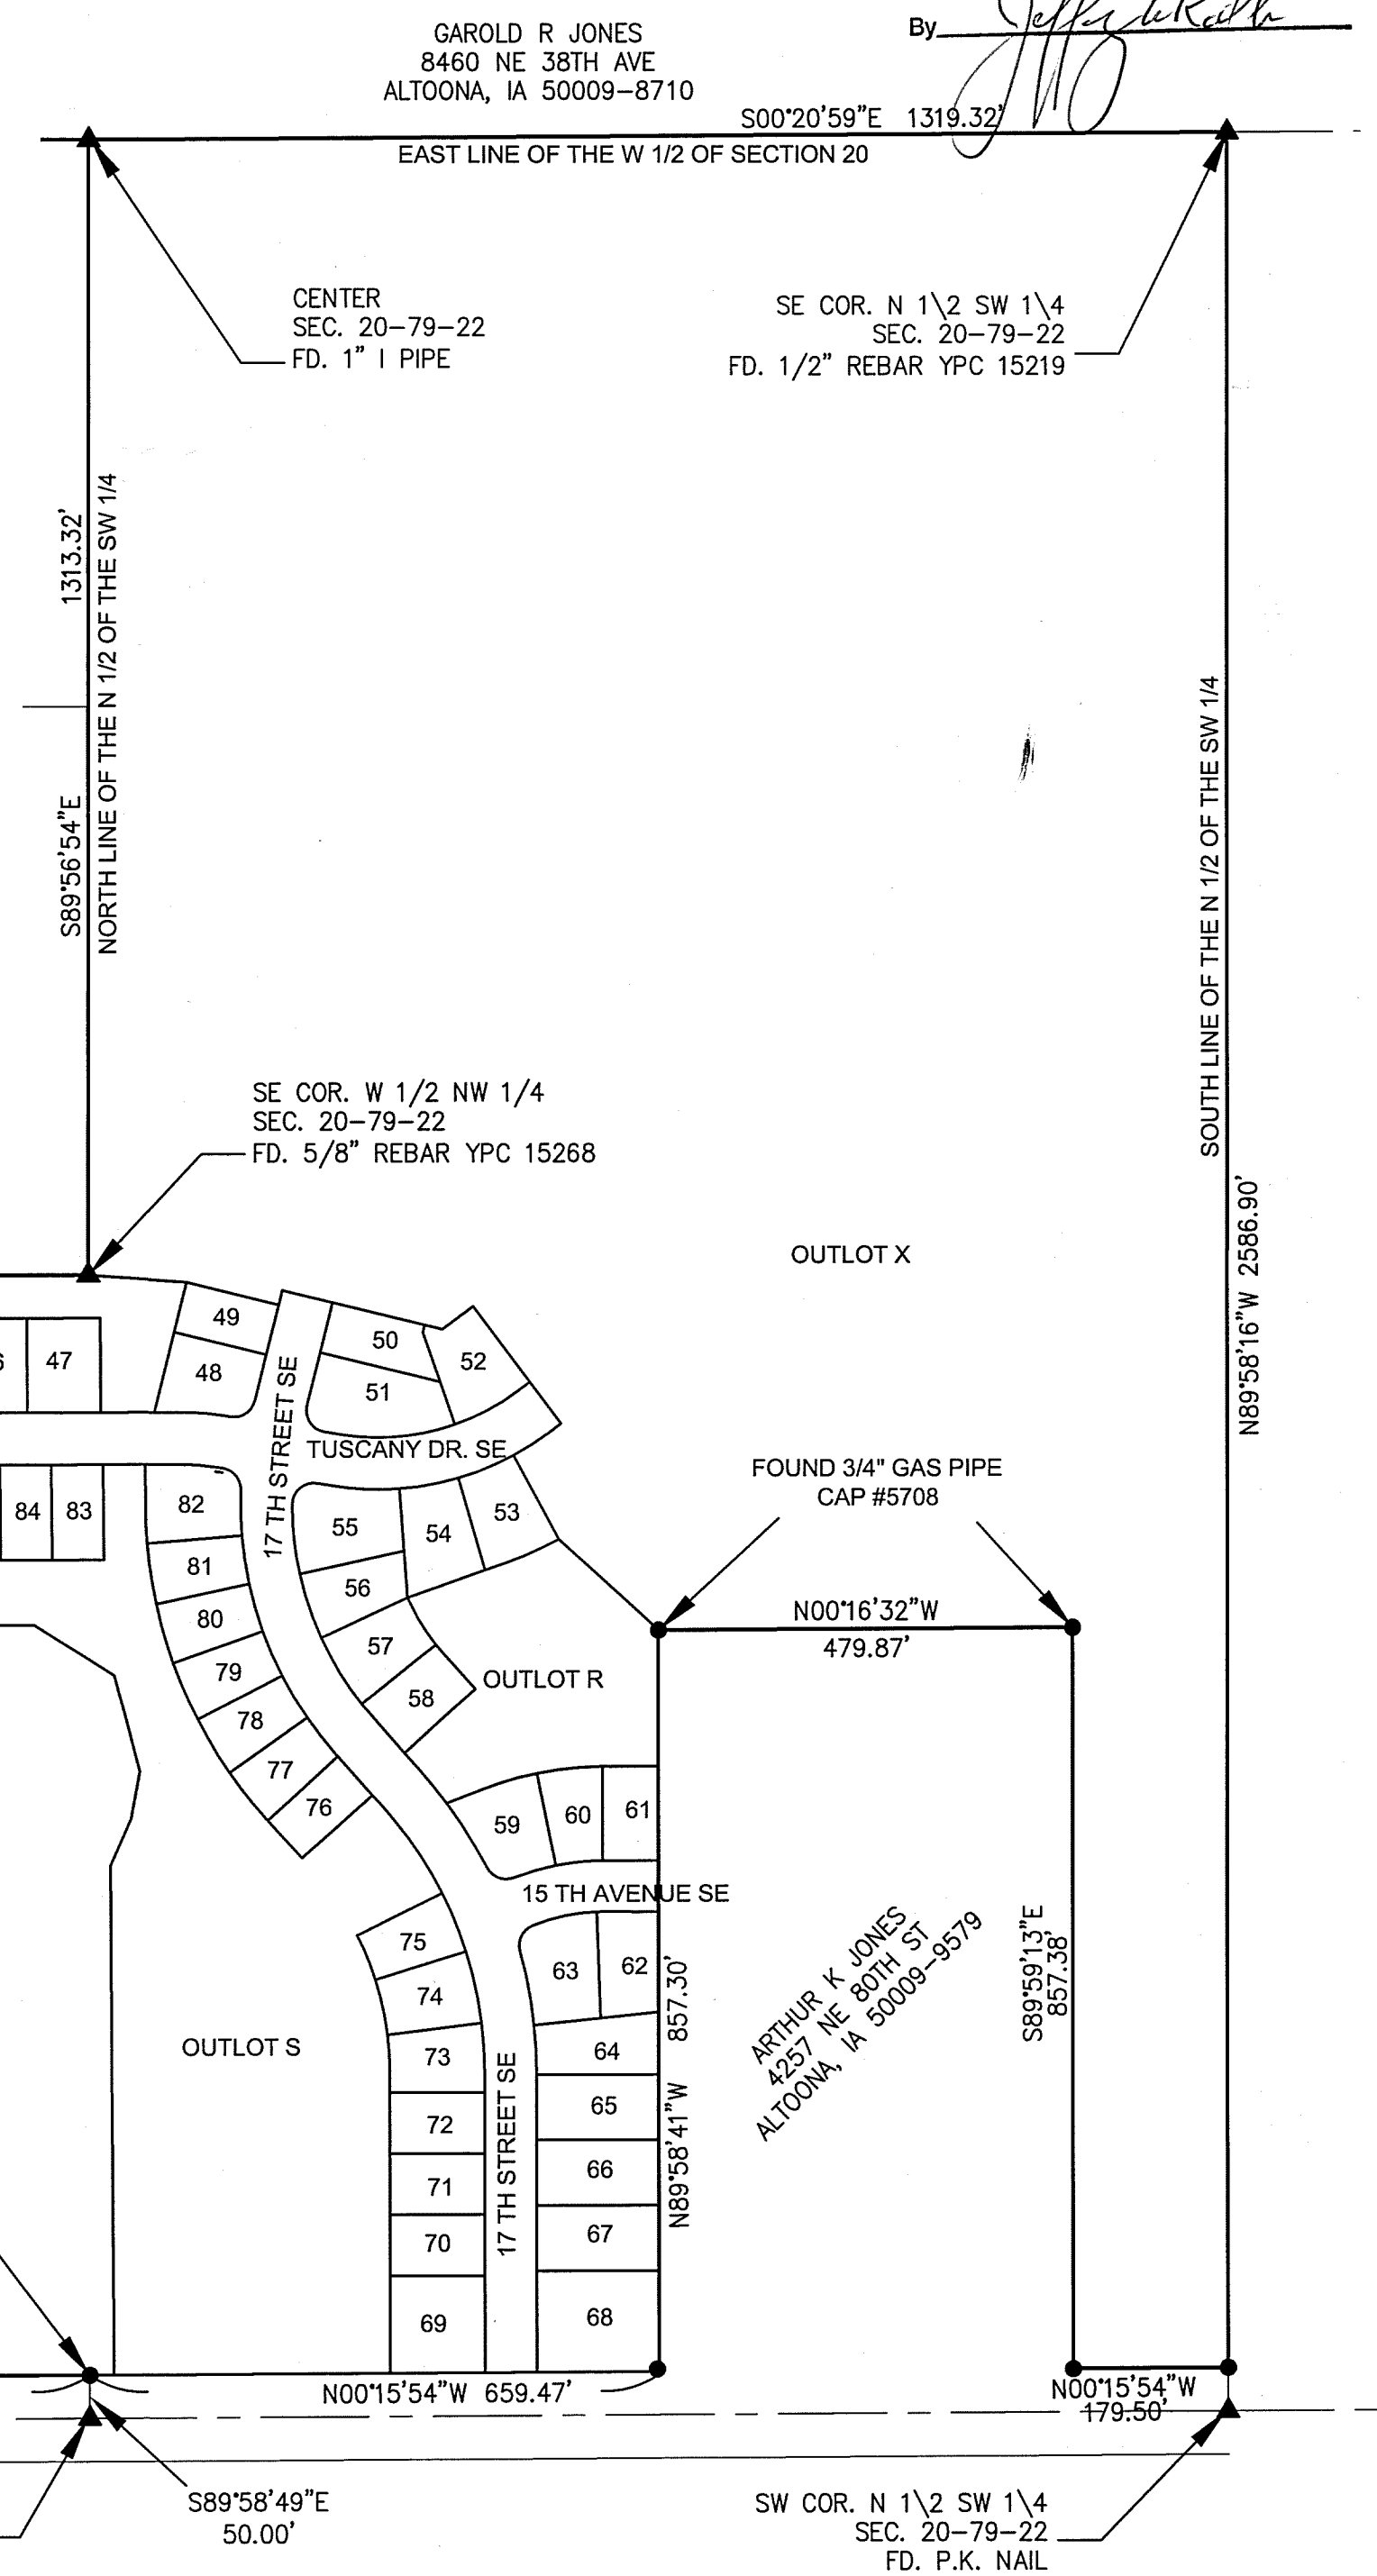 By
GAROLD R JONES
8460 NE 38TH AVE
ALTOONA, IA 50009-8710
S00°20'59"E 1319.32'
EAST LINE OF THE W 1/2 OF SECTION 20
CENTER
SEC. 20-79-22
FD. 1" I PIPE
SE COR. N 1\2 SW 1\4
SEC. 20-79-22
FD. 1/2" REBAR YPC 15219
S89°56'54"E 1313.32'
NORTH LINE OF THE N 1/2 OF THE SW 1/4
SOUTH LINE OF THE N 1/2 OF THE SW 1/4
N89°58'16"W 2586.90'
SE COR. W 1/2 NW 1/4
SEC. 20-79-22
FD. 5/8" REBAR YPC 15268
OUTLOT X
49
50
52
47
48
51
17 TH STREET SE
TUSCANY DR. SE
FOUND 3/4" GAS PIPE
CAP #5708
84
83
82
55
54
53
81
56
80
57
79
58
78
77
76
OUTLOT R
N00°16'32"W
479.87'
59
60
61
15 TH AVENUE SE
75
63
62
74
73
64
72
65
71
66
70
67
69
68
OUTLOT S
17 TH STREET SE
N89°58'41"W 857.30'
ARTHUR K JONES
4257 NE 80TH ST
ALTOONA, IA 50009-9579
S89°59'13"E
857.38'
N00°15'54"W 659.47'
N00°15'54"W
179.50'
S89°58'49"E
50.00'
SW COR. N 1\2 SW 1\4
SEC. 20-79-22
FD. P.K. NAIL